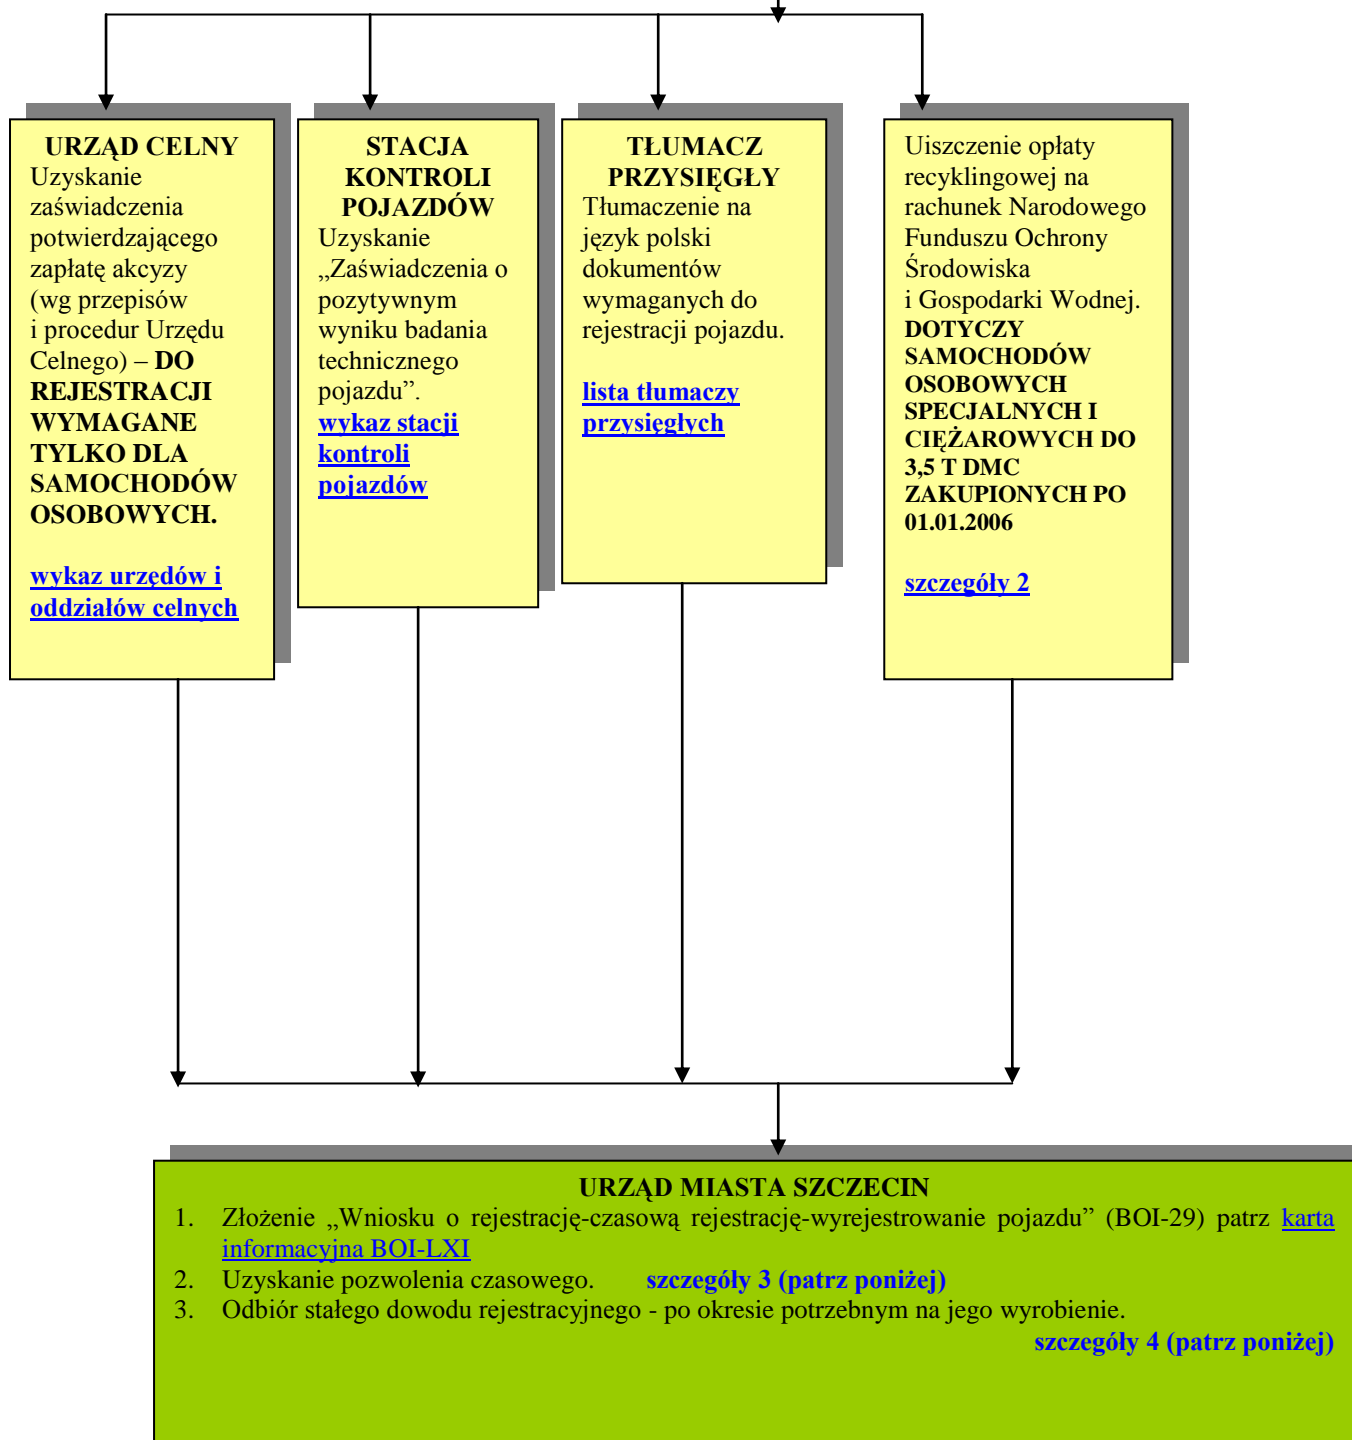 URZĄD CELNY
Uzyskanie
zaświadczenia
potwierdzającego
zapłatę akcyzy
(wg przepisów
i procedur Urzędu
Celnego) – DO
REJESTRACJI
WYMAGANE
TYLKO DLA
SAMOCHODÓW
OSOBOWYCH.
wykaz urzędów i
oddziałów celnych
STACJA
KONTROLI
POJAZDÓW
Uzyskanie
„Zaświadczenia o
pozytywnym
wyniku badania
technicznego
pojazdu”.
wykaz stacji
kontroli
pojazdów
TŁUMACZ
PRZYSIĘGŁY
Tłumaczenie na
język polski
dokumentów
wymaganych do
rejestracji pojazdu.
lista tłumaczy
przysięgłych
Uiszczenie opłaty
recyklingowej na
rachunek Narodowego
Funduszu Ochrony
Środowiska
i Gospodarki Wodnej.
DOTYCZY
SAMOCHODÓW
OSOBOWYCH
SPECJALNYCH I
CIĘŻAROWYCH DO
3,5 T DMC
ZAKUPIONYCH PO
01.01.2006
szczegóły 2
URZĄD MIASTA SZCZECIN
1. Złożenie „Wniosku o rejestrację-czasową rejestrację-wyrejestrowanie pojazdu” (BOI-29) patrz karta
informacyjna BOI-LXI
2. Uzyskanie pozwolenia czasowego. szczegóły 3 (patrz poniżej)
3. Odbiór stałego dowodu rejestracyjnego - po okresie potrzebnym na jego wyrobienie.
szczegóły 4 (patrz poniżej)